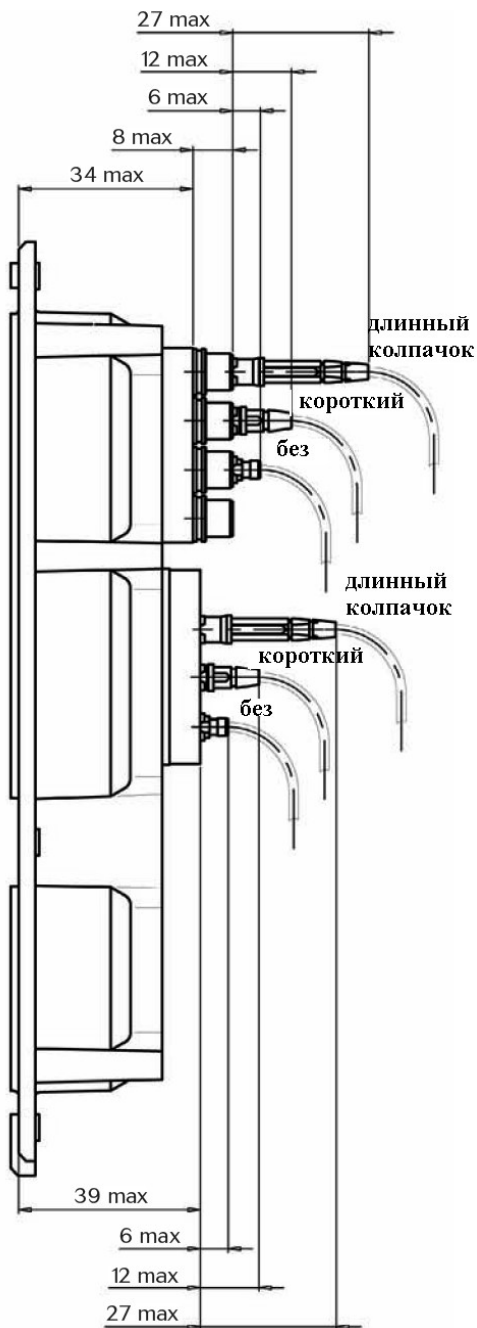 27 max
12 max
6 max
8 max
34 max
длинный
колпачок
короткий
без
длинный
колпачок
короткий
без
39 max
6 max
12 max
27 max